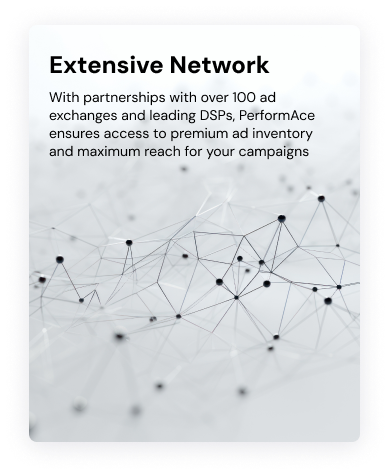 Extensive Network
With partnerships with over 100 ad
exchanges and leading DSPs, PerformAce
ensures access to premium ad inventory
and maximum reach for your campaigns